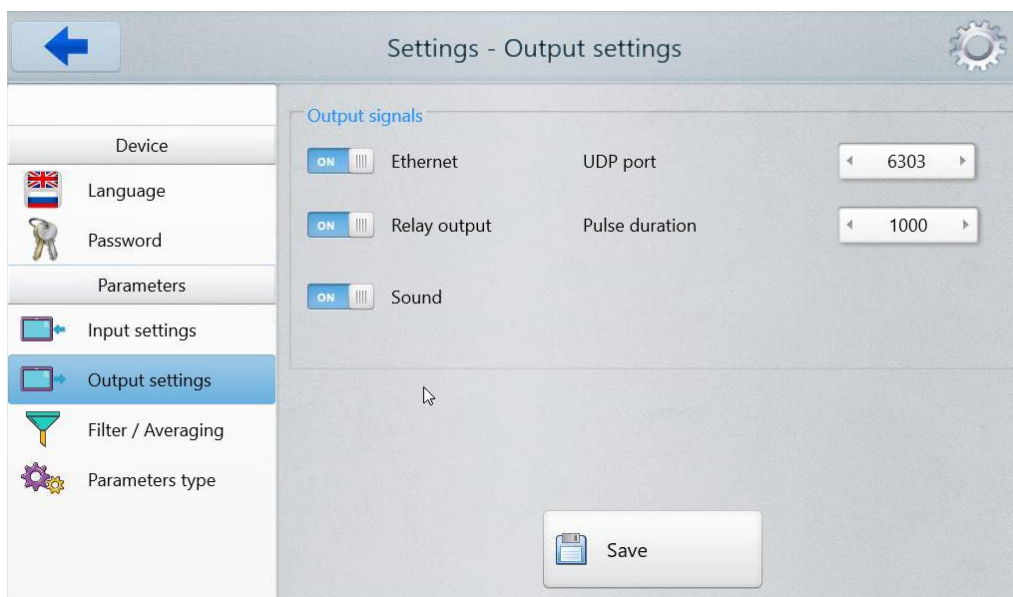 Settings - Output settings
Device
Language
Password
Parameters
Input settings
Output settings
Filter / Averaging
Parameters type
Output signals
ON Ethernet UDP port 6303
ON Relay output Pulse duration 1000
ON Sound
Save